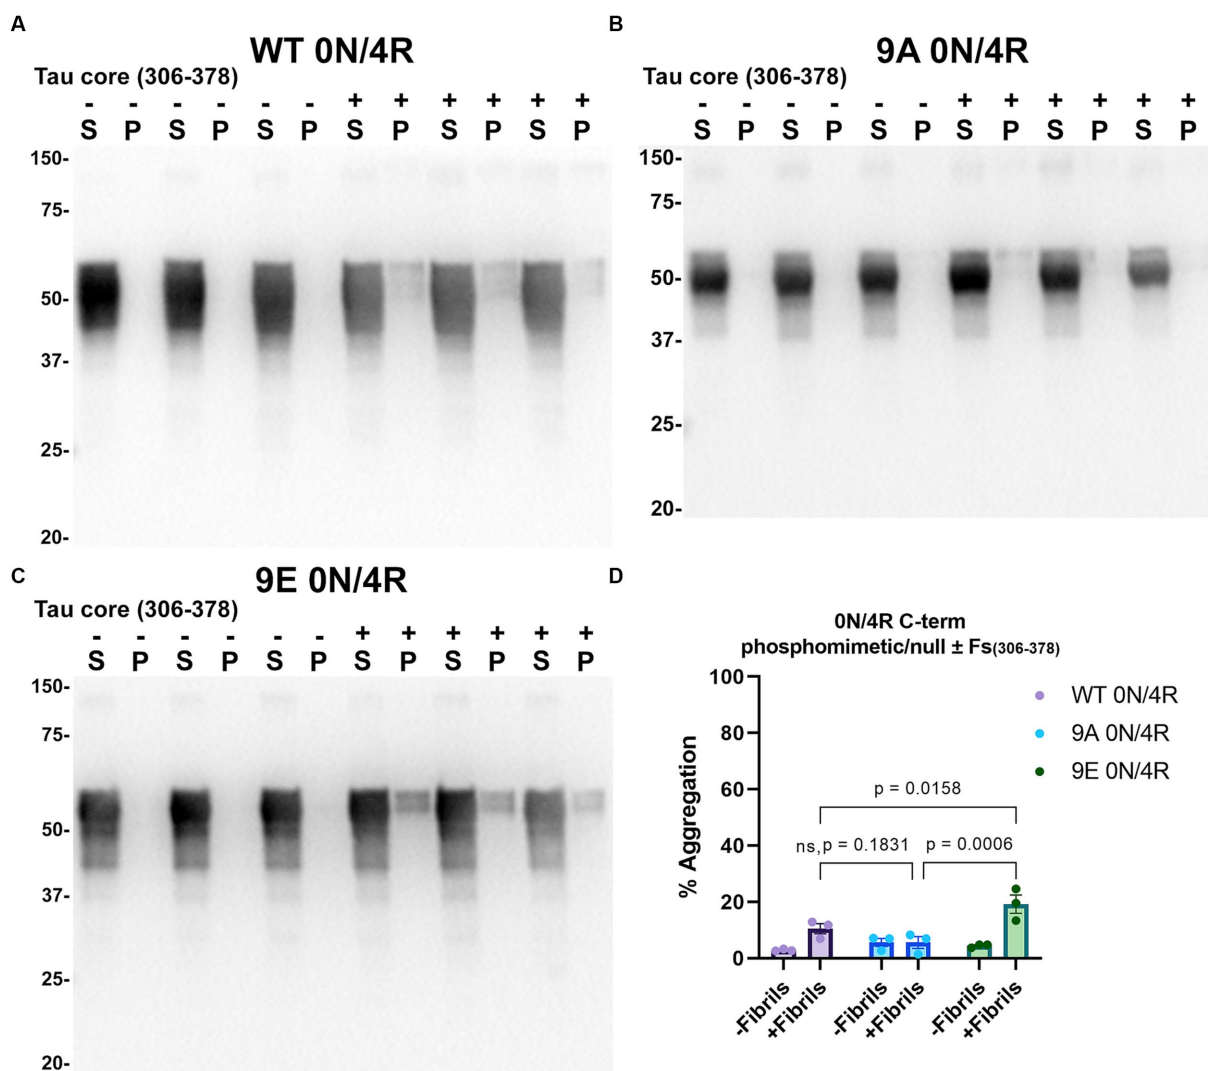 A
WT 0N/4R
Tau core (306-378)
- - - - - - + + + + + +
S P S P S P S P S P S P
150-
75-
50-
37-
25-
20-
B
9A 0N/4R
Tau core (306-378)
- - - - - - + + + + + +
S P S P S P S P S P S P
150-
75-
50-
37-
25-
20-
C
9E 0N/4R
Tau core (306-378)
- - - - - - + + + + + +
S P S P S P S P S P S P
150-
75-
50-
37-
25-
20-
D
0N/4R C-term
phosphomimetic/null ± Fs(306-378)
% Aggregation
100
80
60
40
20
0
p = 0.0158
ns, p = 0.1831
p = 0.0006
WT 0N/4R
9A 0N/4R
9E 0N/4R
-Fibrils
+Fibrils
-Fibrils
+Fibrils
-Fibrils
+Fibrils